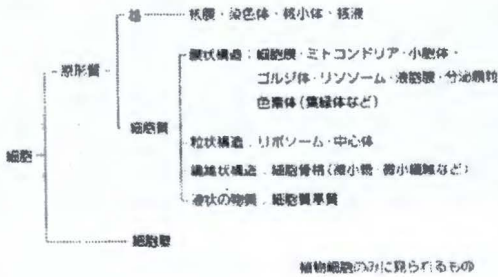 核 核膜・染色体・核小体・核液
膜状構造：細胞膜・ミトコンドリア・小胞体・
原形質
ゴルジ体・リソソーム・液胞膜・分泌顆粒
色素体（葉緑体など）
細胞質
粒状構造：リボソーム・中心体
細胞
繊維状構造：細胞骨格（微小管・微小繊維など）
液状の物質：細胞質基質
細胞壁
植物細胞のみに見られるもの